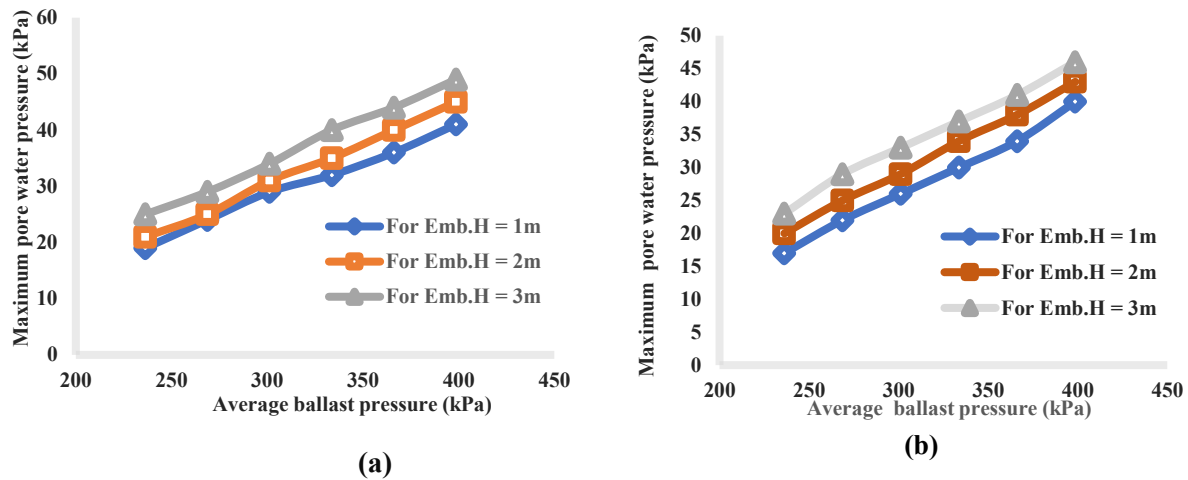 Maximum pore water pressure (kPa)
60
50
40
30
20
10
0
200 250 300 350 400 450
Average ballast pressure (kPa)
For Emb.H = 1m
For Emb.H = 2m
For Emb.H = 3m
(a)
Maximum pore water pressure (kPa)
50
45
40
35
30
25
20
15
10
5
0
200 250 300 350 400 450
Average ballast pressure (kPa)
For Emb.H = 1m
For Emb.H = 2m
For Emb.H = 3m
(b)